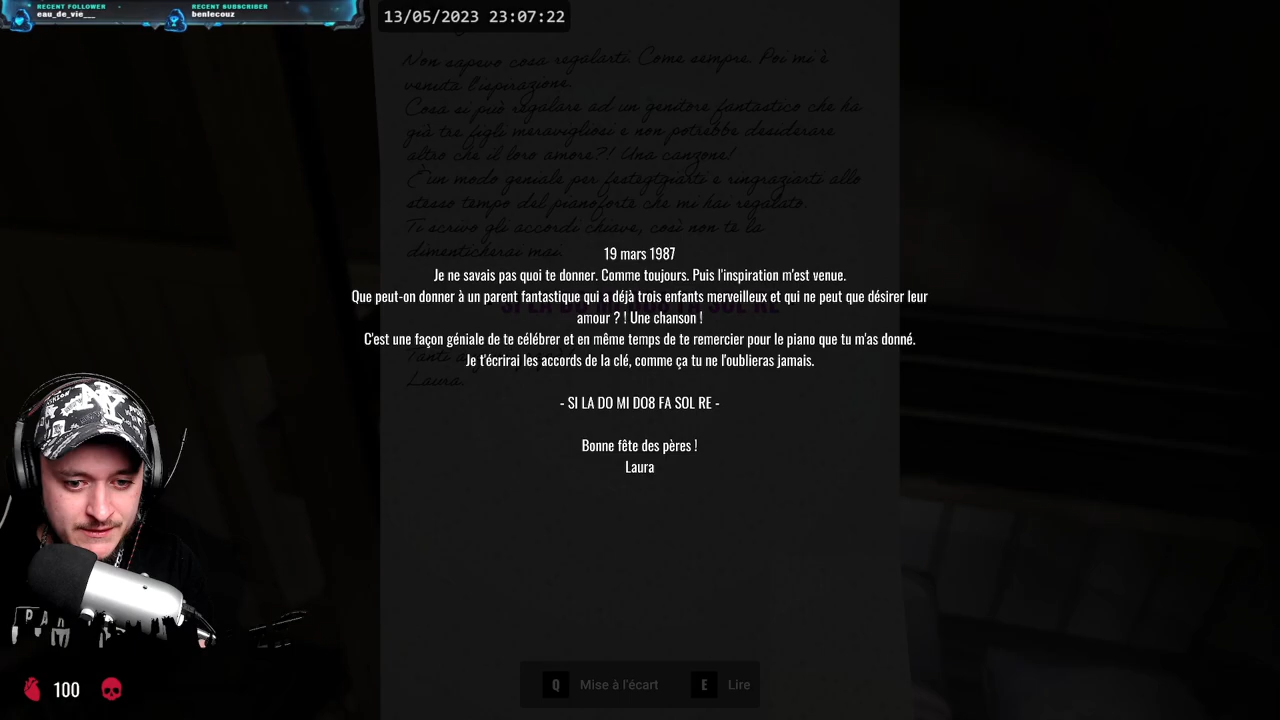 RECENT FOLLOWER
eau_de_vie___
RECENT SUBSCRIBER
benlecouz
13/05/2023 23:07:22
Non sapevo cosa regalarti. Come sempre. Poi mi è
venuta l'ispirazione.
Cosa si può regalare ad un genitore fantastico che ha
già tre figli meravigliosi e non potrebbe desiderare
altro che il loro amore?! Una canzone!
È un modo geniale per festegtgiarti e ringraziarti allo
stesso tempo del pianoforte che mi hai regalato.
Ti scrivo gli accordi chiave, così non te la
dimenticherai mai.
Laura.
19 mars 1987
Je ne savais pas quoi te donner. Comme toujours. Puis l'inspiration m'est venue.
Que peut-on donner à un parent fantastique qui a déjà trois enfants merveilleux et qui ne peut que désirer leur
amour ? ! Une chanson !
C'est une façon géniale de te célébrer et en même temps de te remercier pour le piano que tu m'as donné.
Je t'écrirai les accords de la clé, comme ça tu ne l'oublieras jamais.
- SI LA DO MI DO8 FA SOL RE -
Bonne fête des pères !
Laura
100
Q Mise à l'écart E Lire